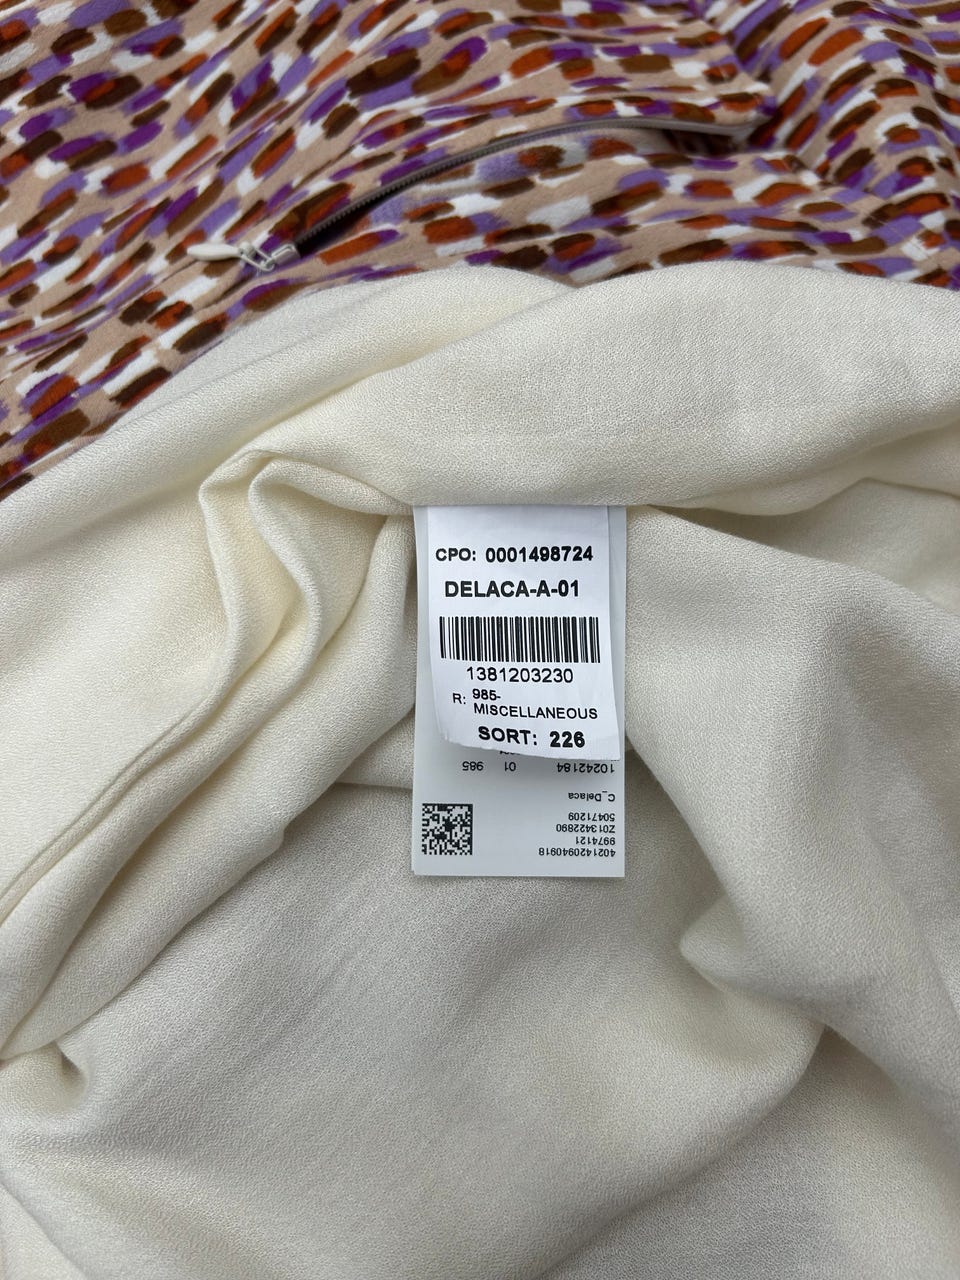 CPO: 0001498724
DELACA-A-01
1381203230
R: 985-
MISCELLANEOUS
SORT: 226
4021420940918
9974121
Z013422890
50471209
C_Delaca
10242184 01 985